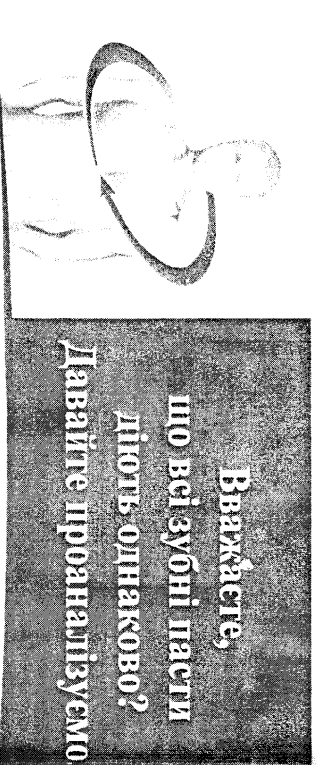 Вважаєте,
що всі зубні пасти
діють однаково?
Давайте проаналізуємо